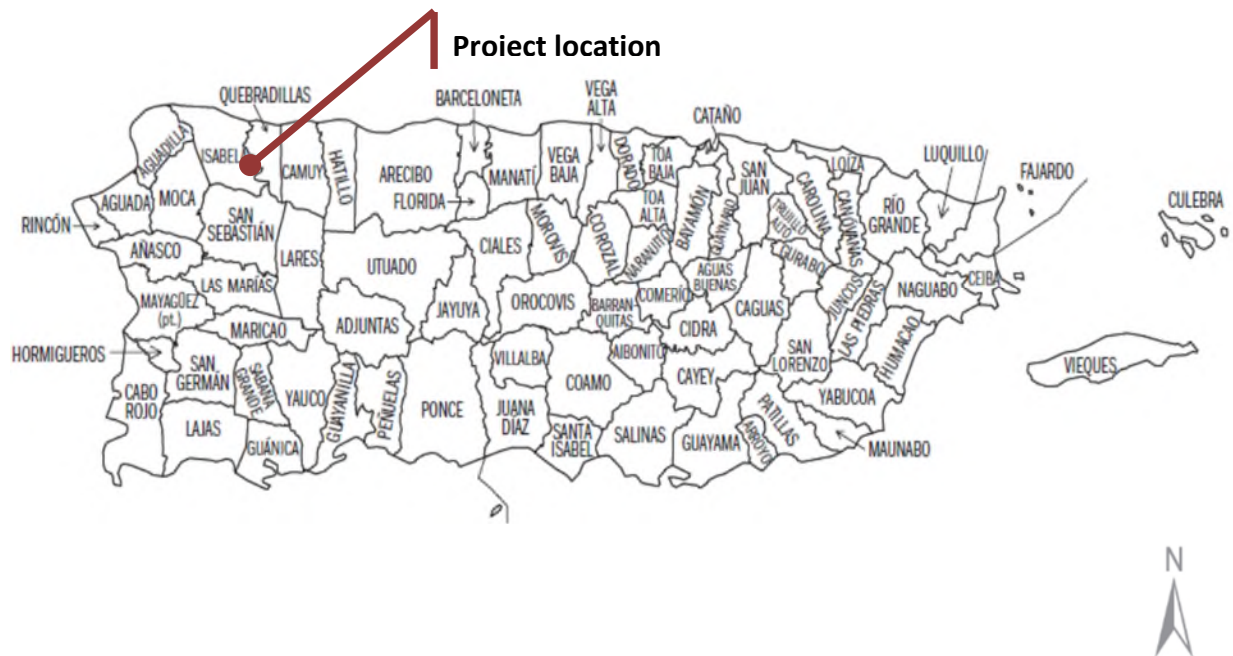 Project location
QUEBRADILLAS
BARCELONETA
VEGA
ALTA
CATAÑO
AGUADILLA
ISABELA
CAMUY
HATILLO
ARECIBO
FLORIDA
MANATÍ
VEGA
BAJA
DORADO
TOA
BAJA
TOA
ALTA
BAYAMÓN
GUAYNABO
SAN
JUAN
TRUJILLO
ALTO
CAROLINA
LOÍZA
CANÓVANAS
RÍO
GRANDE
LUQUILLO
FAJARDO
CULEBRA
RINCÓN
AGUADA
MOCA
SAN
SEBASTIÁN
AÑASCO
LARES
UTUADO
CIALES
MOROVIS
COROZAL
NARANJITO
AGUAS
BUENAS
GURABO
CAGUAS
JUNCOS
LAS PIEDRAS
NAGUABO
CEIBA
LAS MARÍAS
MAYAGÜEZ
(pt.)
MARICAO
ADJUNTAS
JAYUYA
OROCOVIS
BARRAN-
QUITAS
COMERÍO
CIDRA
SAN
LORENZO
HUMACAO
VIEQUES
HORMIGUEROS
SAN
GERMÁN
SABANA
GRANDE
YAUCO
GUAYANILLA
PEÑUELAS
PONCE
VILLALBA
JUANA
DÍAZ
COAMO
AIBONITO
CAYEY
YABUCOA
CABO
ROJO
LAJAS
GUÁNICA
SANTA
ISABEL
SALINAS
GUAYAMA
ARROYO
PATILLAS
MAUNABO
N